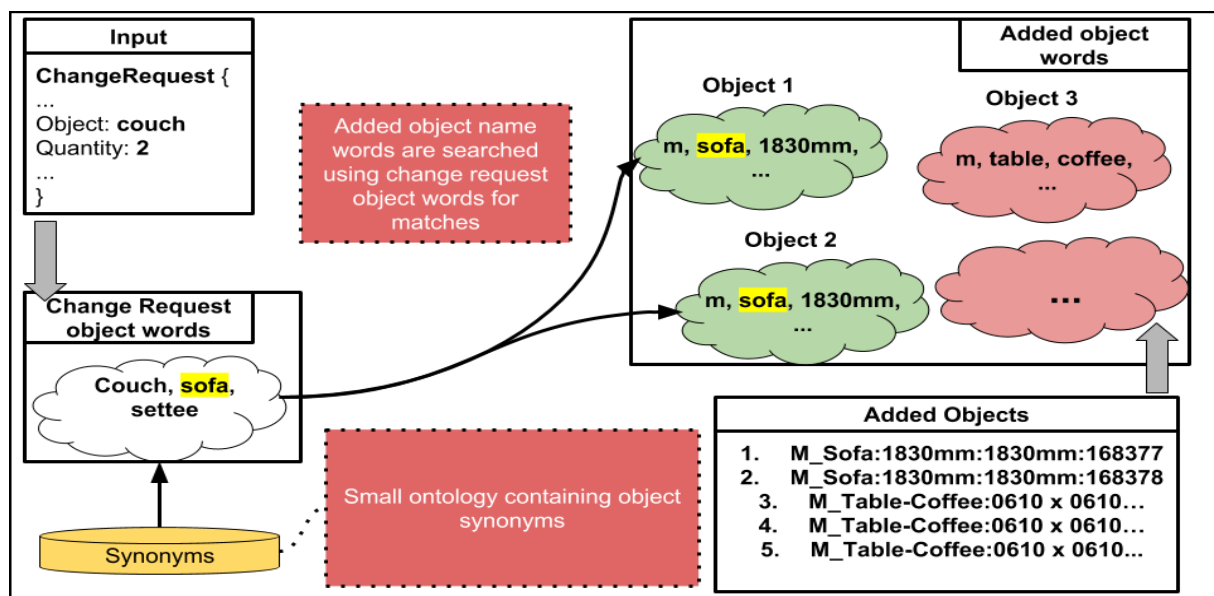 Input
ChangeRequest {
...
Object: couch
Quantity: 2
...
}
Added object name
words are searched
using change request
object words for
matches
Added object
words
Object 1
m, sofa, 1830mm,
...
Object 3
m, table, coffee,
...
Object 2
m, sofa, 1830mm,
...
...
Change Request
object words
Couch, sofa,
settee
Synonyms
Small ontology containing object
synonyms
Added Objects
1. M_Sofa:1830mm:1830mm:168377
2. M_Sofa:1830mm:1830mm:168378
3. M_Table-Coffee:0610 x 0610...
4. M_Table-Coffee:0610 x 0610...
5. M_Table-Coffee:0610 x 0610...